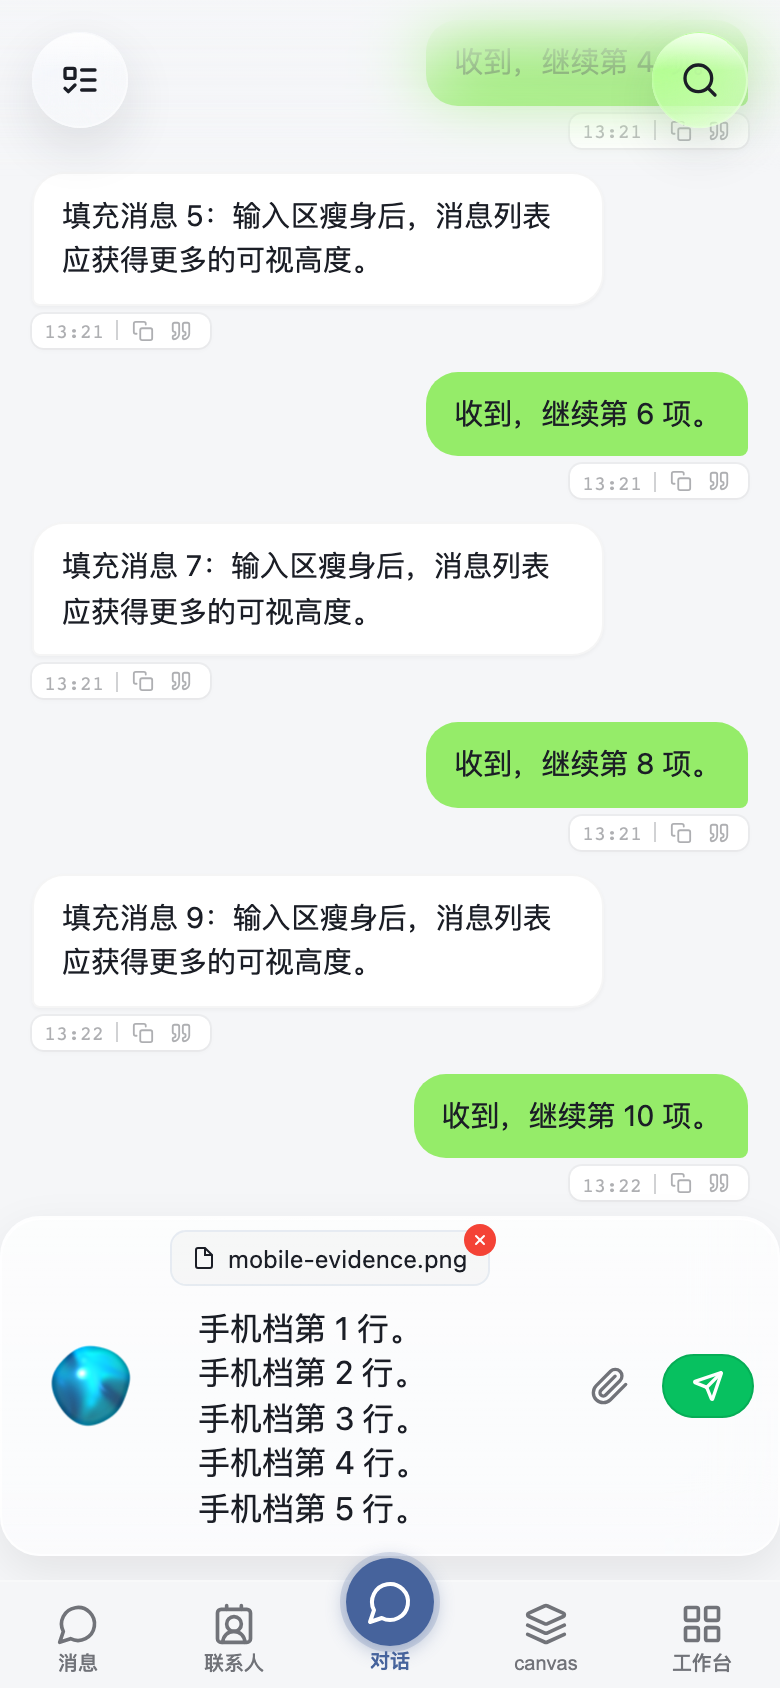 收到，继续第 4
13:21
填充消息 5：输入区瘦身后，消息列表
应获得更多的可视高度。
13:21
收到，继续第 6 项。
13:21
填充消息 7：输入区瘦身后，消息列表
应获得更多的可视高度。
13:21
收到，继续第 8 项。
13:21
填充消息 9：输入区瘦身后，消息列表
应获得更多的可视高度。
13:22
收到，继续第 10 项。
13:22
mobile-evidence.png
手机档第 1 行。
手机档第 2 行。
手机档第 3 行。
手机档第 4 行。
手机档第 5 行。
消息
联系人
对话
canvas
工作台